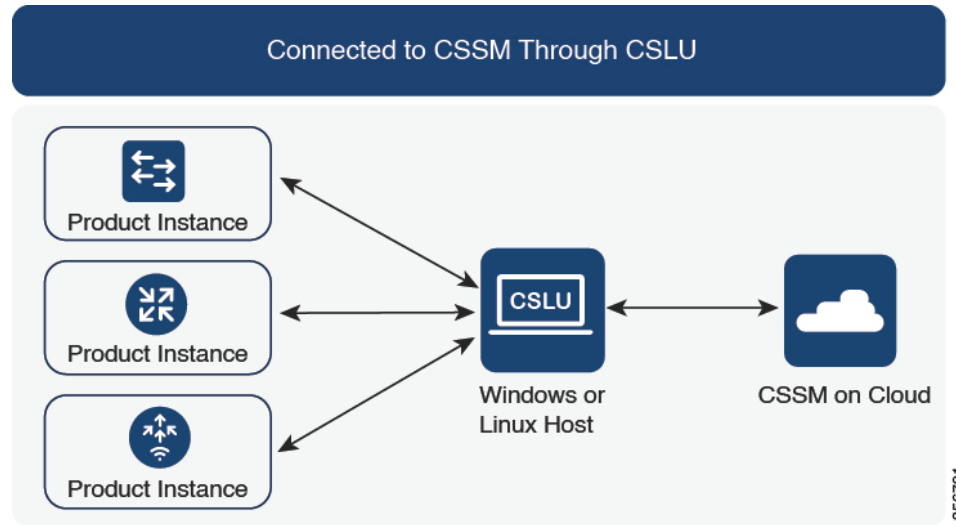 Connected to CSSM Through CSLU
Product Instance
Product Instance
Product Instance
CSLU
Windows or
Linux Host
CSSM on Cloud